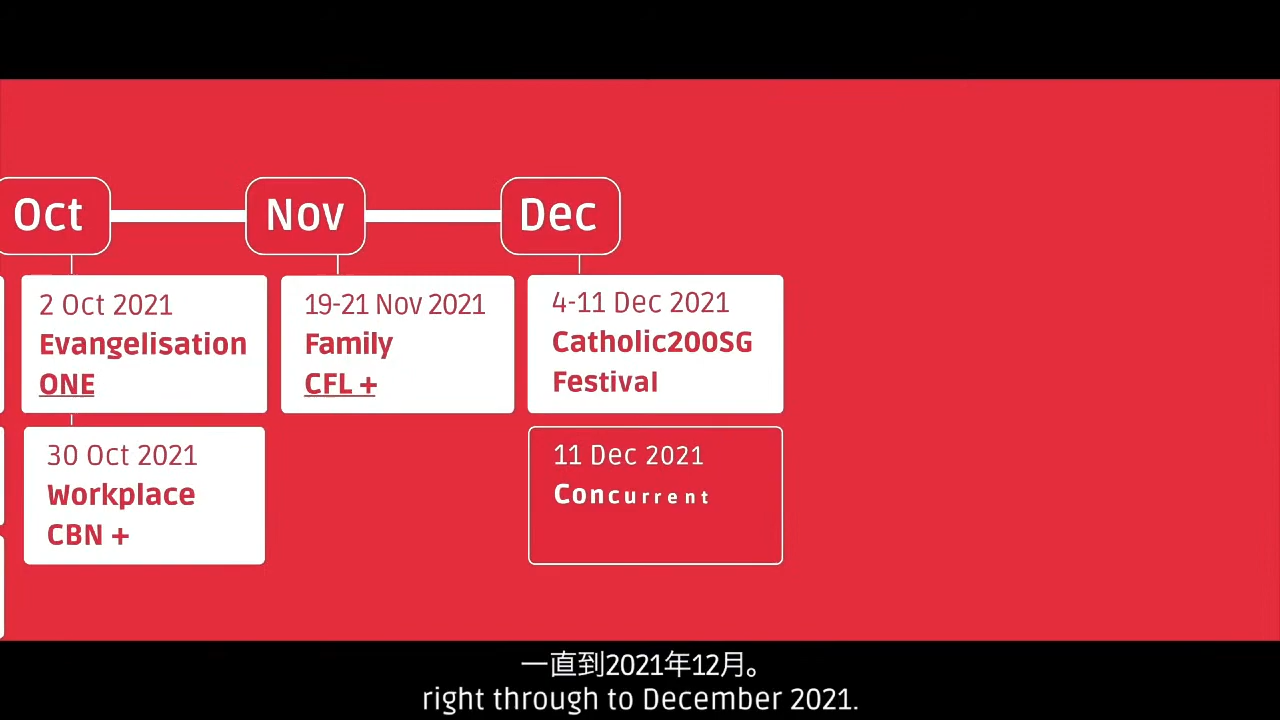 Oct
Nov
Dec
2 Oct 2021
Evangelisation
ONE
19-21 Nov 2021
Family
CFL +
4-11 Dec 2021
Catholic200SG
Festival
30 Oct 2021
Workplace
CBN +
11 Dec 2021
Concurrent
一直到2021年12月。
right through to December 2021.